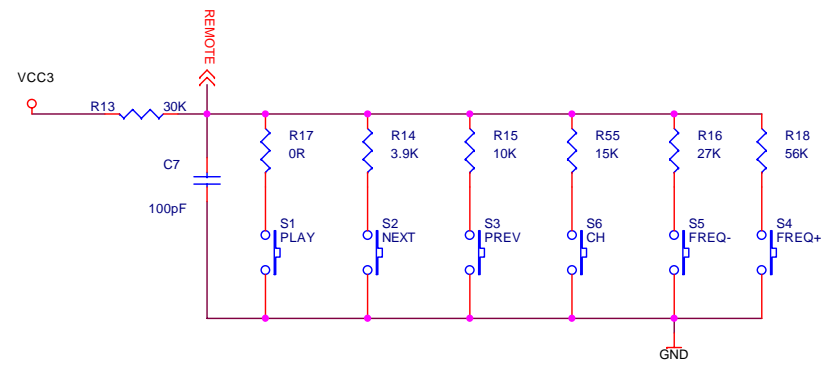 REMOTE
VCC3
R13 30K
C7
100pF
R17
0R
R14
3.9K
R15
10K
R55
15K
R16
27K
R18
56K
S1
PLAY
S2
NEXT
S3
PREV
S6
CH
S5
FREQ-
S4
FREQ+
GND